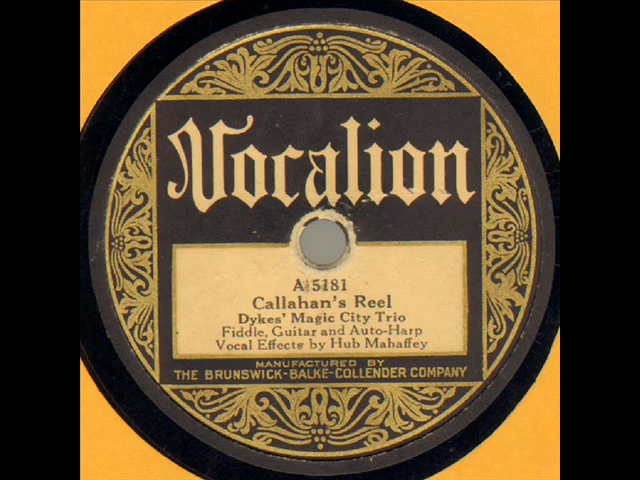 Vocalion
A 5181
Callahan's Reel
Dykes' Magic City Trio
Fiddle, Guitar and Auto-Harp
Vocal Effects by Hub Mahaffey
MANUFACTURED BY
THE BRUNSWICK-BALKE-COLLENDER COMPANY